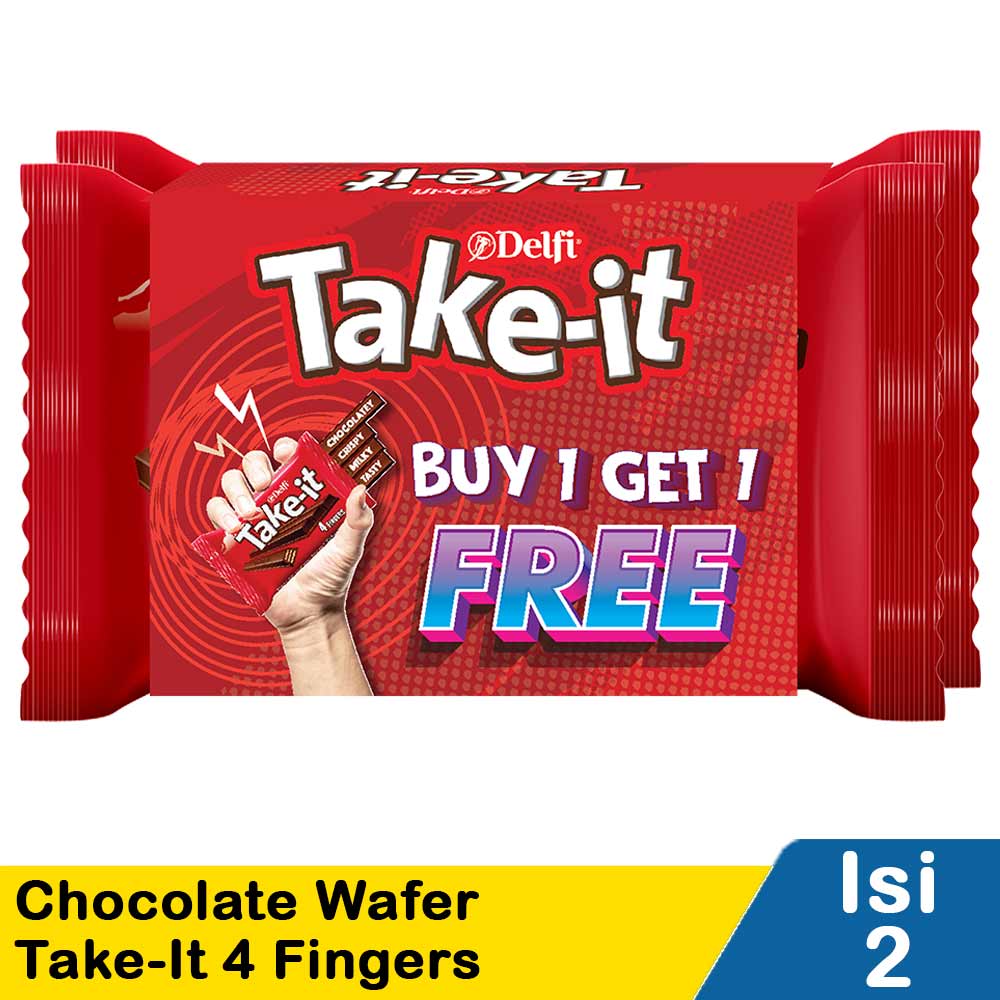 Take-it
Delfi
Delfi
Take-it
CHOCOLATEY
CRISPY
MILKY
TASTY
Delfi
Take-it
4 FINGERS
BUY 1 GET 1
FREE
Chocolate Wafer
Take-It 4 Fingers
Isi
2